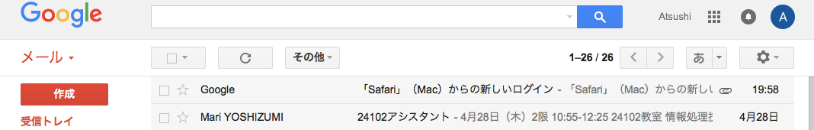 Google Atsushi A
メール その他 1–26 / 26 あ
作成 Google 「Safari」（Mac）からの新しいログイン - 「Safari」（Mac）からの新しい 19:58
受信トレイ Mari YOSHIZUMI 24102アシスタント - 4月28日（木）2限 10:55-12:25 24102教室 情報処理 4月28日